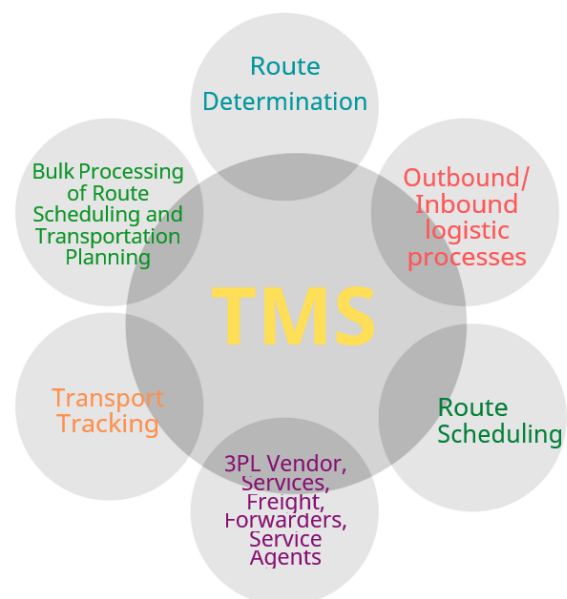 Route
Determination
Outbound/
Inbound
logistic
processes
Route
Scheduling
3PL Vendor,
Services,
Freight,
Forwarders,
Service
Agents
Transport
Tracking
Bulk Processing
of Route
Scheduling and
Transportation
Planning
TMS